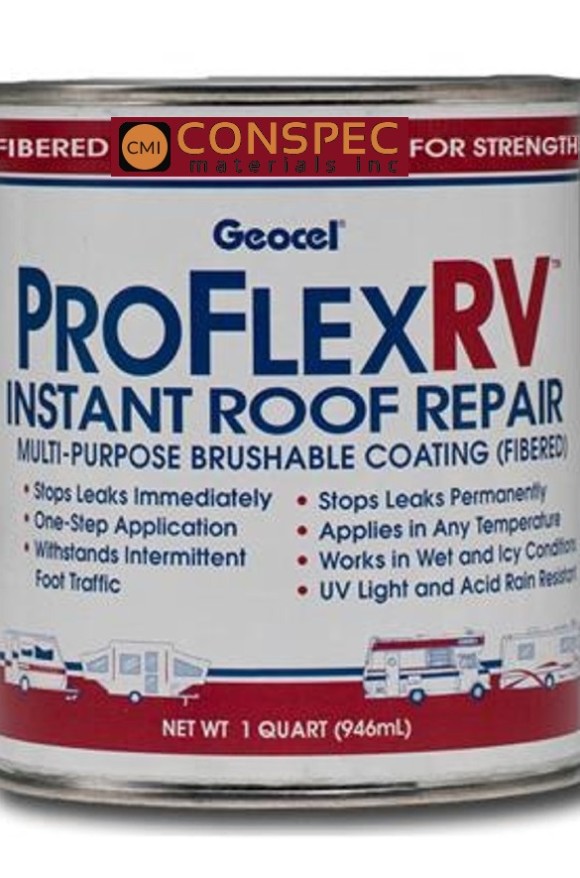 FIBERED CMI CONSPEC FOR STRENGTH
materials inc
Geocel®
PROFLEXRV™
INSTANT ROOF REPAIR
MULTI-PURPOSE BRUSHABLE COATING (FIBERED)
• Stops Leaks Immediately
• One-Step Application
• Withstands Intermittent
Foot Traffic
• Stops Leaks Permanently
• Applies in Any Temperature
• Works in Wet and Icy Conditions
• UV Light and Acid Rain Resistant
NET WT 1 QUART (946mL)